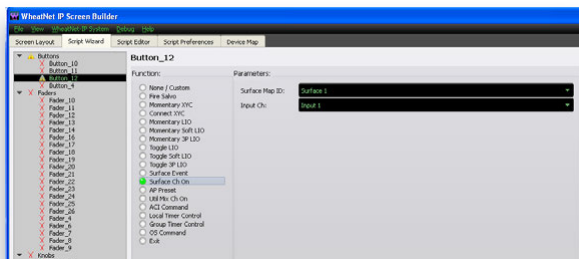 WheatNet IP Screen Builder
File View WheatNet-IP System Debug Help
Screen Layout Script Wizard Script Editor Script Preferences Device Map
Buttons
Button_10
Button_11
Button_12
Button_4
Faders
Fader_10
Fader_11
Fader_12
Fader_13
Fader_14
Fader_16
Fader_17
Fader_18
Fader_19
Fader_20
Fader_21
Fader_22
Fader_23
Fader_24
Fader_25
Fader_26
Fader_4
Fader_6
Fader_7
Fader_8
Fader_9
Knobs
Button_12
Function:
None / Custom
Fire Salvo
Momentary XYC
Connect XYC
Momentary LIO
Momentary Soft LIO
Momentary 3P LIO
Toggle LIO
Toggle Soft LIO
Toggle 3P LIO
Surface Event
Surface Ch On
AP Preset
Util Mix Ch On
ACI Command
Local Timer Control
Group Timer Control
OS Command
Exit
Parameters:
Surface Map ID: Surface 1
Input Ch: Input 1